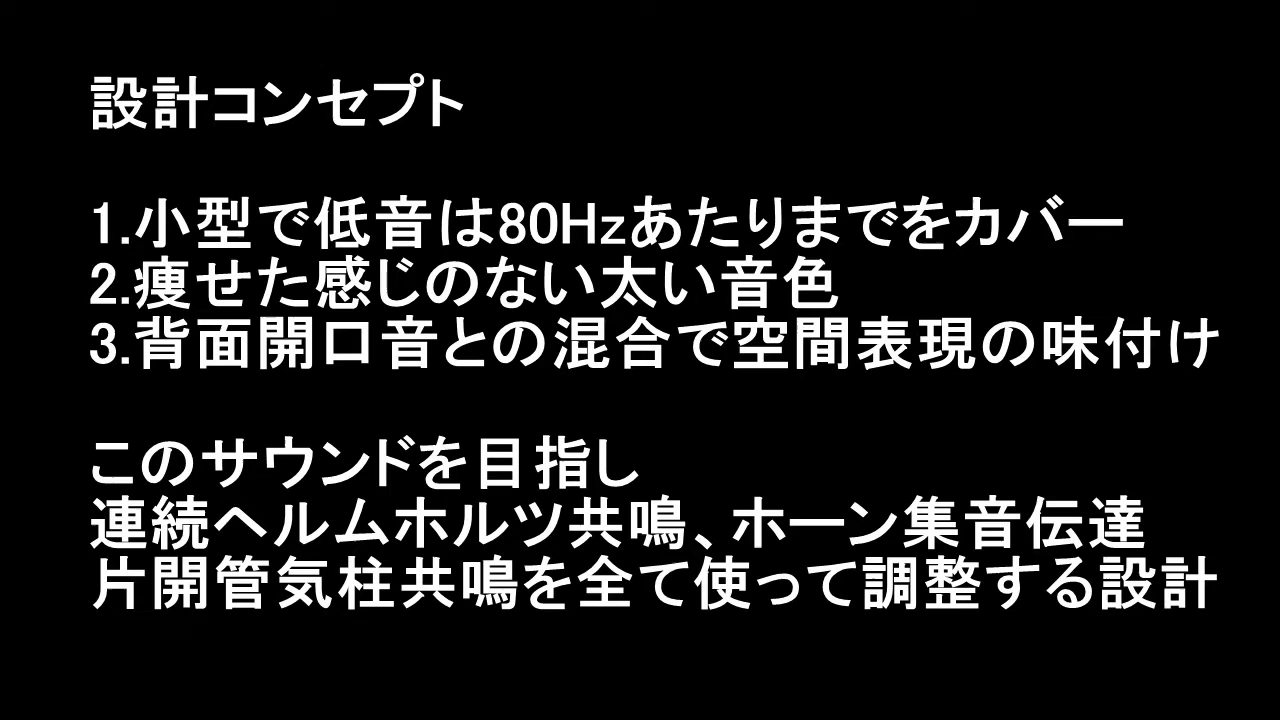 設計コンセプト
1.小型で低音は80Hzあたりまでをカバー
2.痩せた感じのない太い音色
3.背面開口音との混合で空間表現の味付け
このサウンドを目指し
連続ヘルムホルツ共鳴、ホーン集音伝達
片開管気柱共鳴を全て使って調整する設計